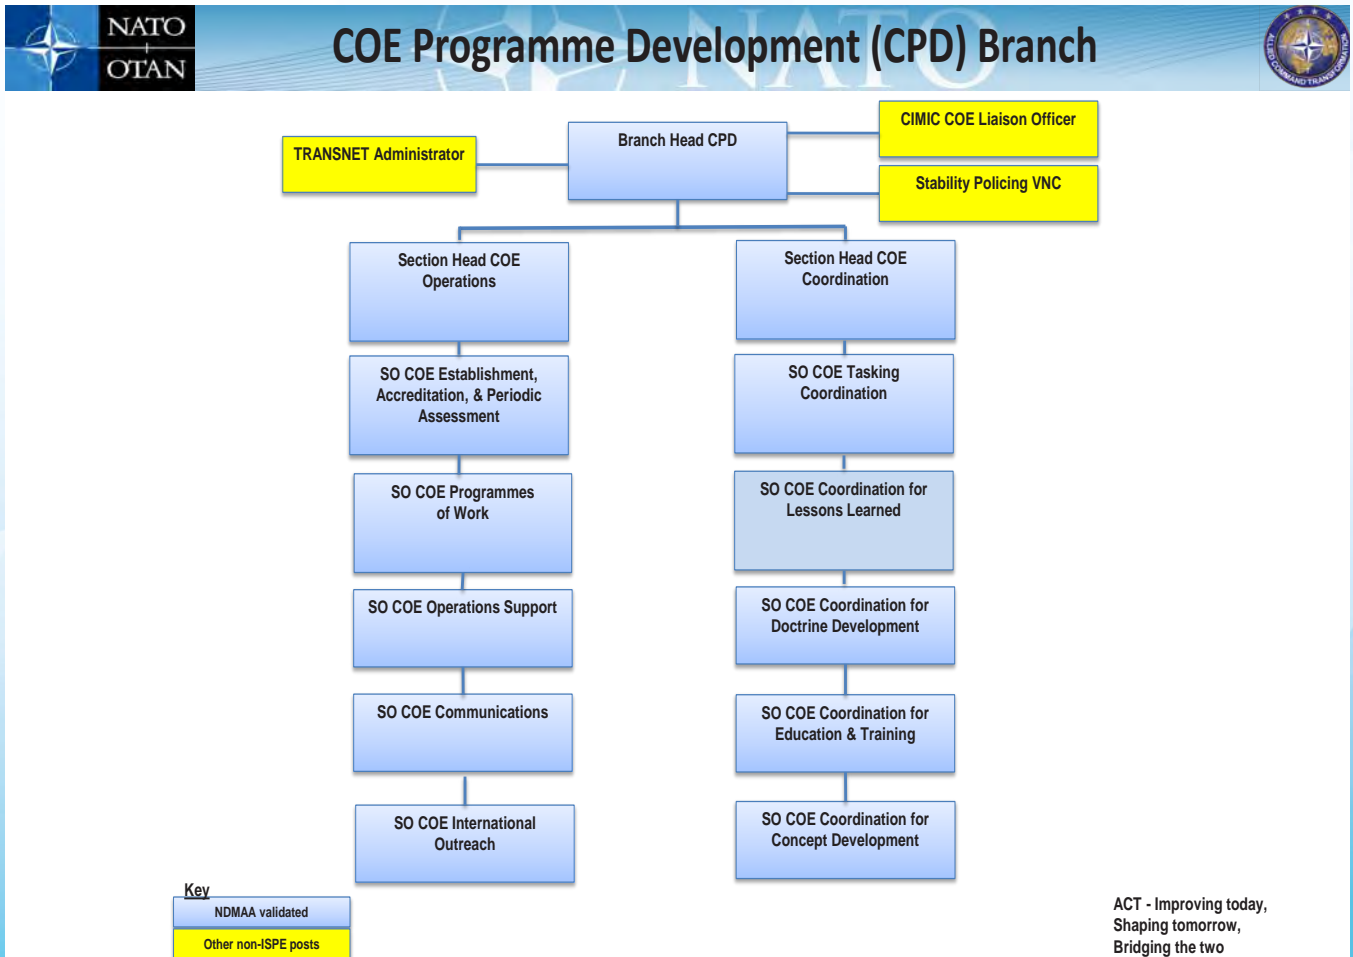 NATO
OTAN
COE Programme Development (CPD) Branch
NATO
ALLIED COMMAND TRANSFORMATION
TRANSNET Administrator
Branch Head CPD
CIMIC COE Liaison Officer
Stability Policing VNC
Section Head COE
Operations
SO COE Establishment,
Accreditation, & Periodic
Assessment
SO COE Programmes
of Work
SO COE Operations Support
SO COE Communications
SO COE International
Outreach
Section Head COE
Coordination
SO COE Tasking
Coordination
SO COE Coordination for
Lessons Learned
SO COE Coordination for
Doctrine Development
SO COE Coordination for
Education & Training
SO COE Coordination for
Concept Development
Key
NDMAA validated
Other non-ISPE posts
ACT - Improving today,
Shaping tomorrow,
Bridging the two